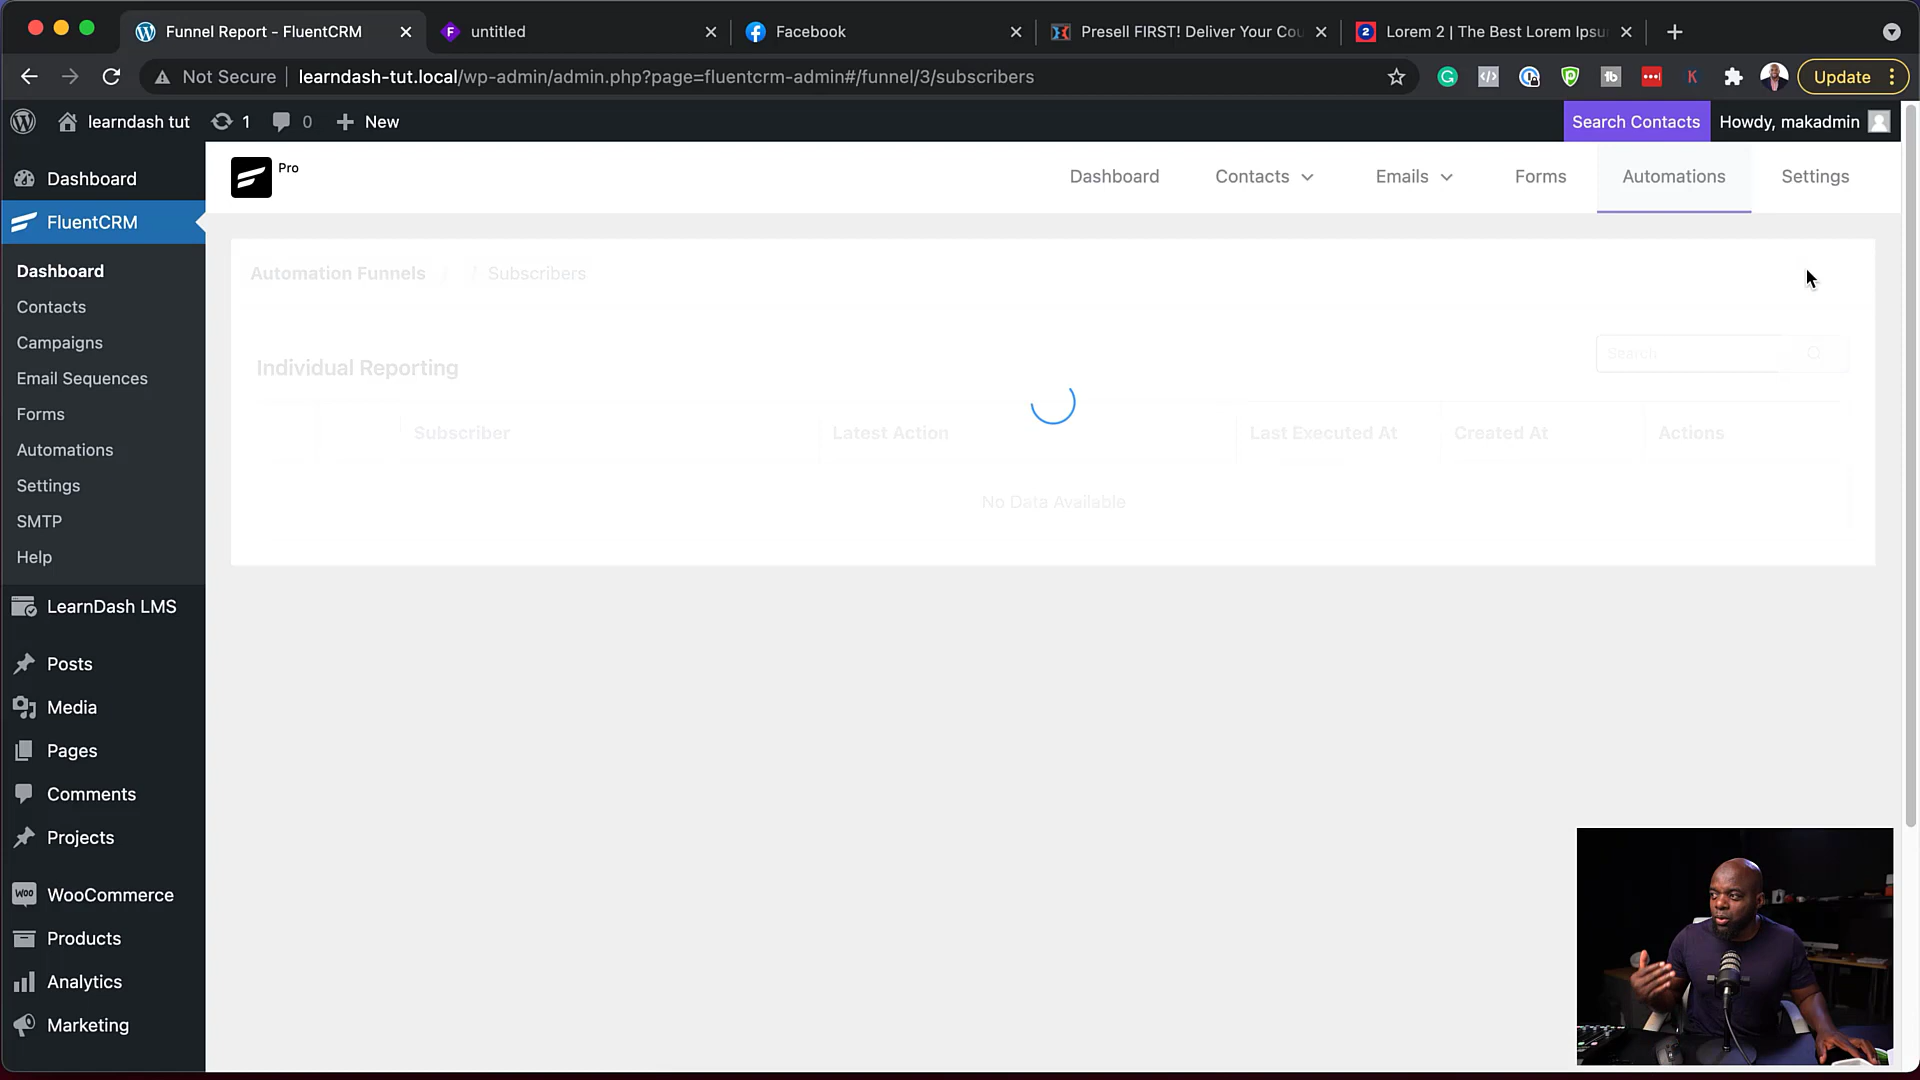 Funnel Report - FluentCRM
untitled
Facebook
Presell FIRST! Deliver Your Cou
Lorem 2 | The Best Lorem Ipsu
Not Secure
learndash-tut.local/wp-admin/admin.php?page=fluentcrm-admin#/funnel/3/subscribers
Update
learndash tut
1
0
New
Search Contacts
Howdy, makadmin
Dashboard
FluentCRM
Dashboard
Contacts
Campaigns
Email Sequences
Forms
Automations
Settings
SMTP
Help
LearnDash LMS
Posts
Media
Pages
Comments
Projects
WooCommerce
Products
Analytics
Marketing
Pro
Dashboard
Contacts
Emails
Forms
Automations
Settings
Automation Funnels / / Subscribers
Individual Reporting
Search
Subscriber
Latest Action
Last Executed At
Created At
Actions
No Data Available